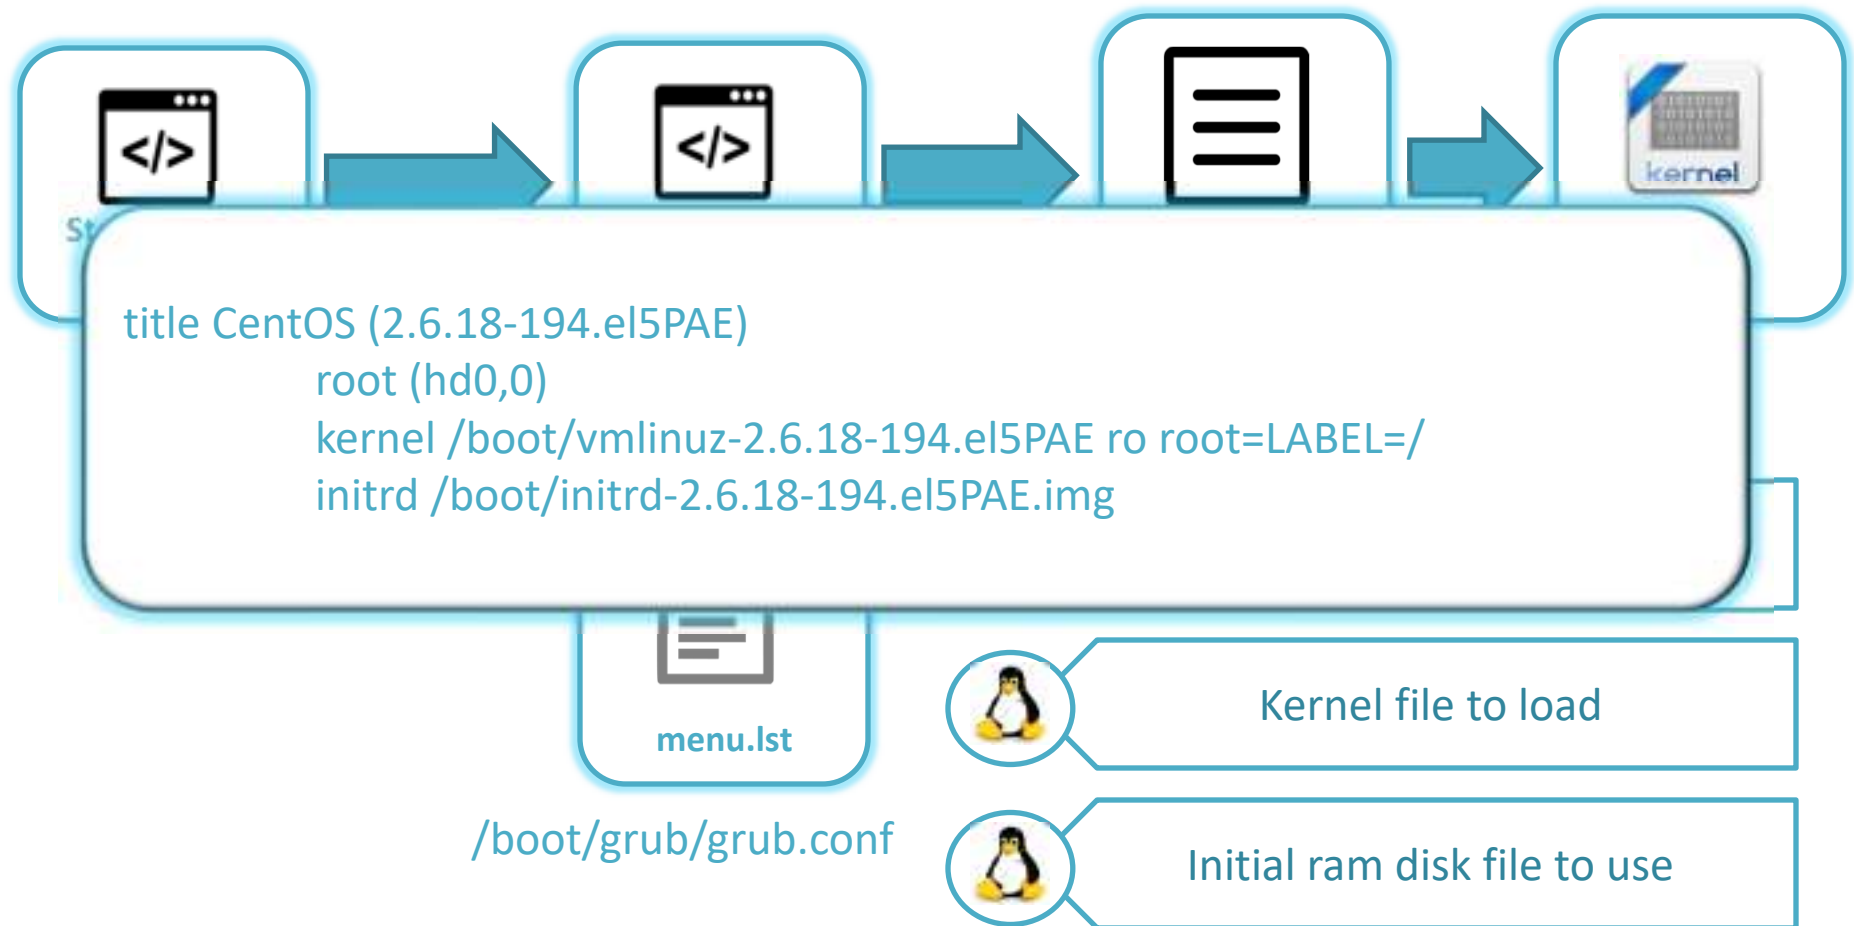 </>
</>
kernel
title CentOS (2.6.18-194.el5PAE)
root (hd0,0)
kernel /boot/vmlinuz-2.6.18-194.el5PAE ro root=LABEL=/
initrd /boot/initrd-2.6.18-194.el5PAE.img
menu.lst
/boot/grub/grub.conf
Kernel file to load
Initial ram disk file to use